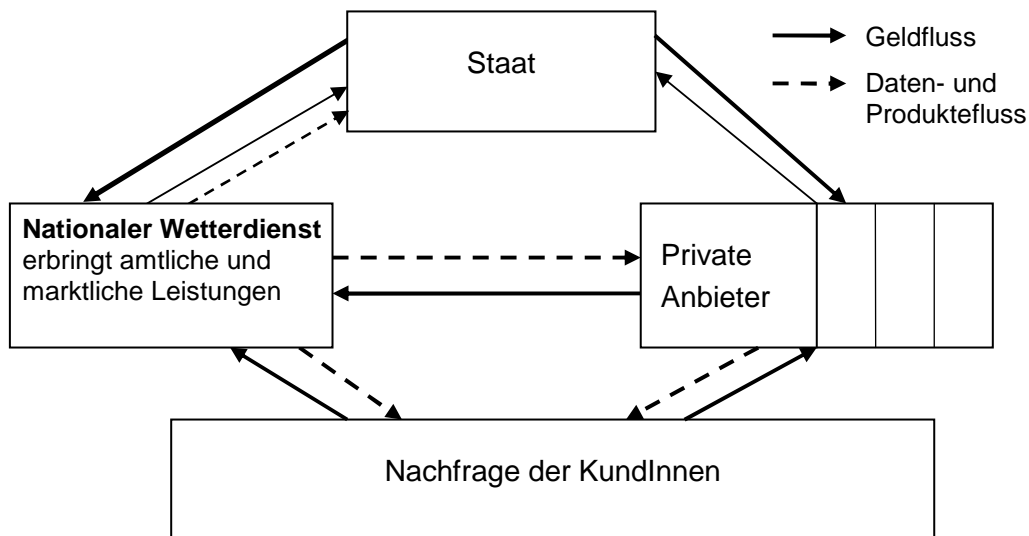 Staat
Geldfluss
Daten- und
Produktefluss
Nationaler Wetterdienst
erbringt amtliche und
marktliche Leistungen
Private
Anbieter
Nachfrage der KundInnen